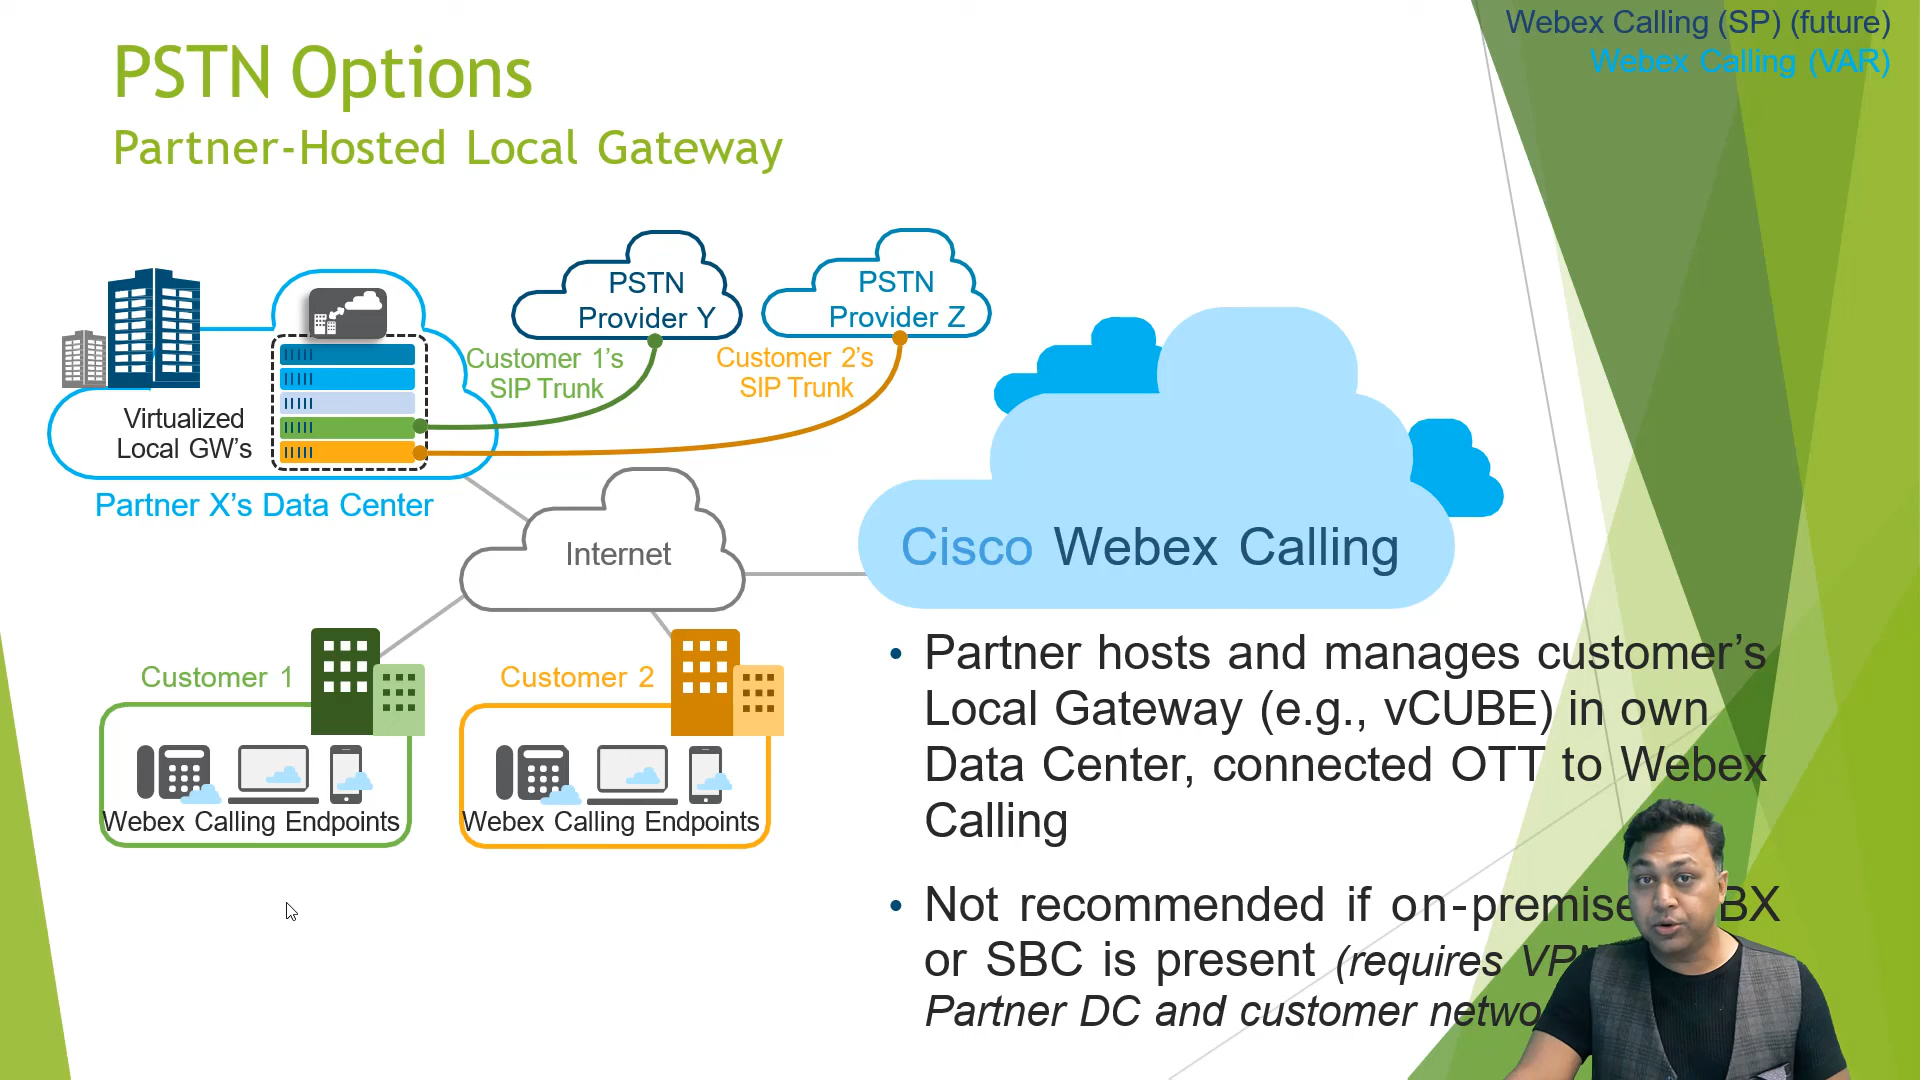 Webex Calling (SP) (future)
Webex Calling (VAR)
PSTN Options
Partner-Hosted Local Gateway
PSTN
Provider Y
PSTN
Provider Z
Customer 1’s
SIP Trunk
Customer 2’s
SIP Trunk
Virtualized
Local GW’s
Partner X’s Data Center
Internet
Cisco Webex Calling
Customer 1
Webex Calling Endpoints
Customer 2
Webex Calling Endpoints
• Partner hosts and manages customer’s
Local Gateway (e.g., vCUBE) in own
Data Center, connected OTT to Webex
Calling
• Not recommended if on-premise
or SBC is present (requires
Partner DC and customer